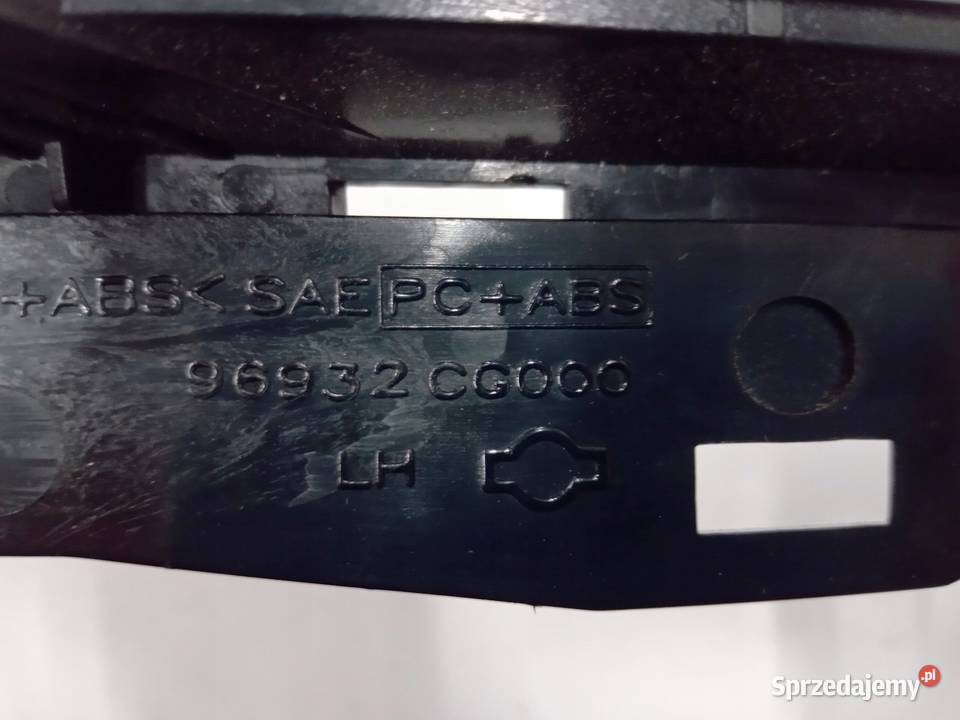 +ABS< SAE PC+ABS
96932 CG000
LH
Sprzedajemy.pl